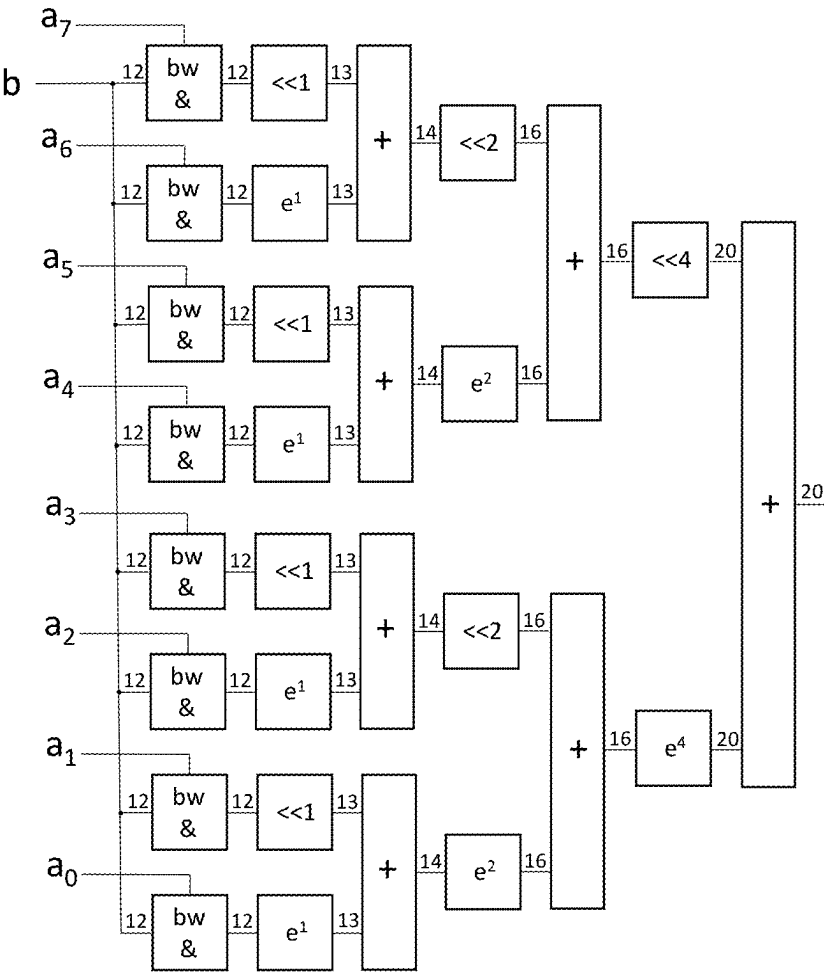 a7
b 12 bw & 12 <<1 13
+ 14 <<2 16
a6
12 bw & 12 e¹ 13
a5
12 bw & 12 <<1 13
+ 14 e² 16
a4
12 bw & 12 e¹ 13
+ 16 <<4 20
a3
12 bw & 12 <<1 13
+ 14 <<2 16
a2
12 bw & 12 e¹ 13
a1
12 bw & 12 <<1 13
+ 14 e² 16
a0
12 bw & 12 e¹ 13
+ 16 e⁴ 20
+ 20